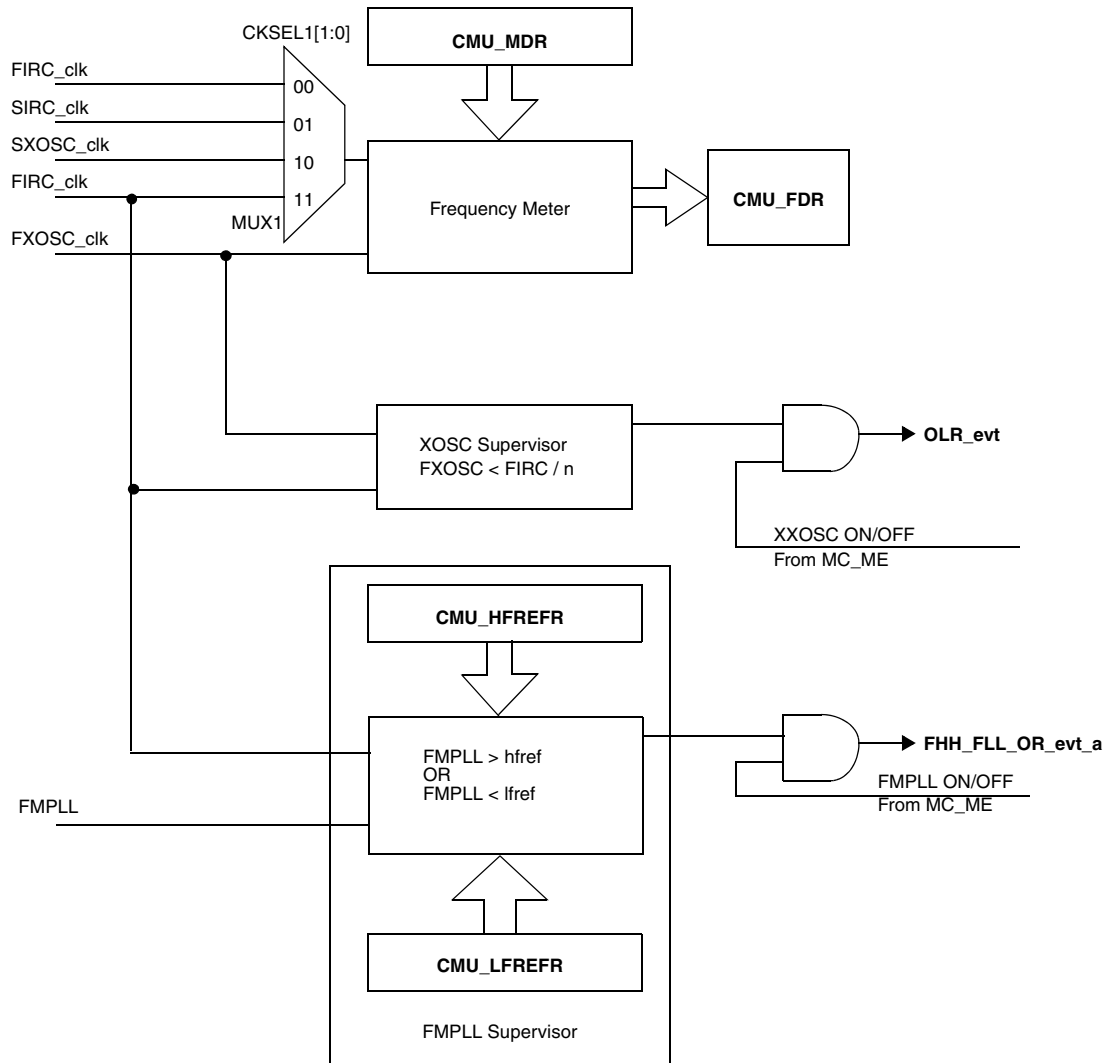 CKSEL1[1:0]
CMU_MDR
FIRC_clk
00
SIRC_clk
01
SXOSC_clk
10
FIRC_clk
11
MUX1
Frequency Meter
CMU_FDR
FXOSC_clk
XOSC Supervisor
FXOSC < FIRC / n
OLR_evt
XXOSC ON/OFF
From MC_ME
CMU_HFREFR
FMPLL > hfref
OR
FMPLL < lfref
FHH_FLL_OR_evt_a
FMPLL ON/OFF
From MC_ME
FMPLL
CMU_LFREFR
FMPLL Supervisor